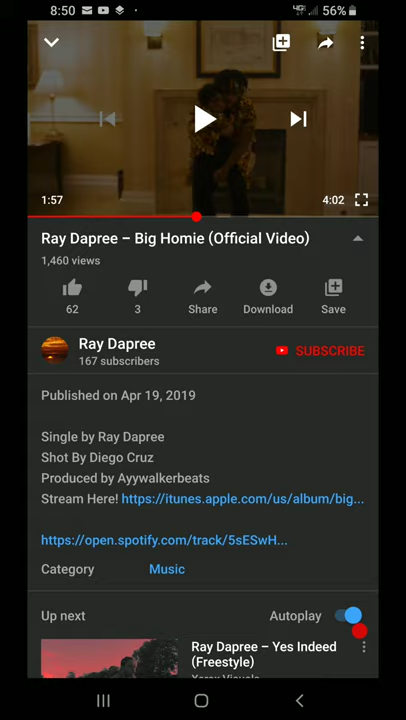 8:50
56%
1:57
4:02
Ray Dapree – Big Homie (Official Video)
1,460 views
62
3
Share
Download
Save
Ray Dapree
167 subscribers
SUBSCRIBE
Published on Apr 19, 2019
Single by Ray Dapree
Shot By Diego Cruz
Produced by Ayywalkerbeats
Stream Here! https://itunes.apple.com/us/album/big...
https://open.spotify.com/track/5sESwH...
Category Music
Up next Autoplay
Ray Dapree – Yes Indeed
(Freestyle)